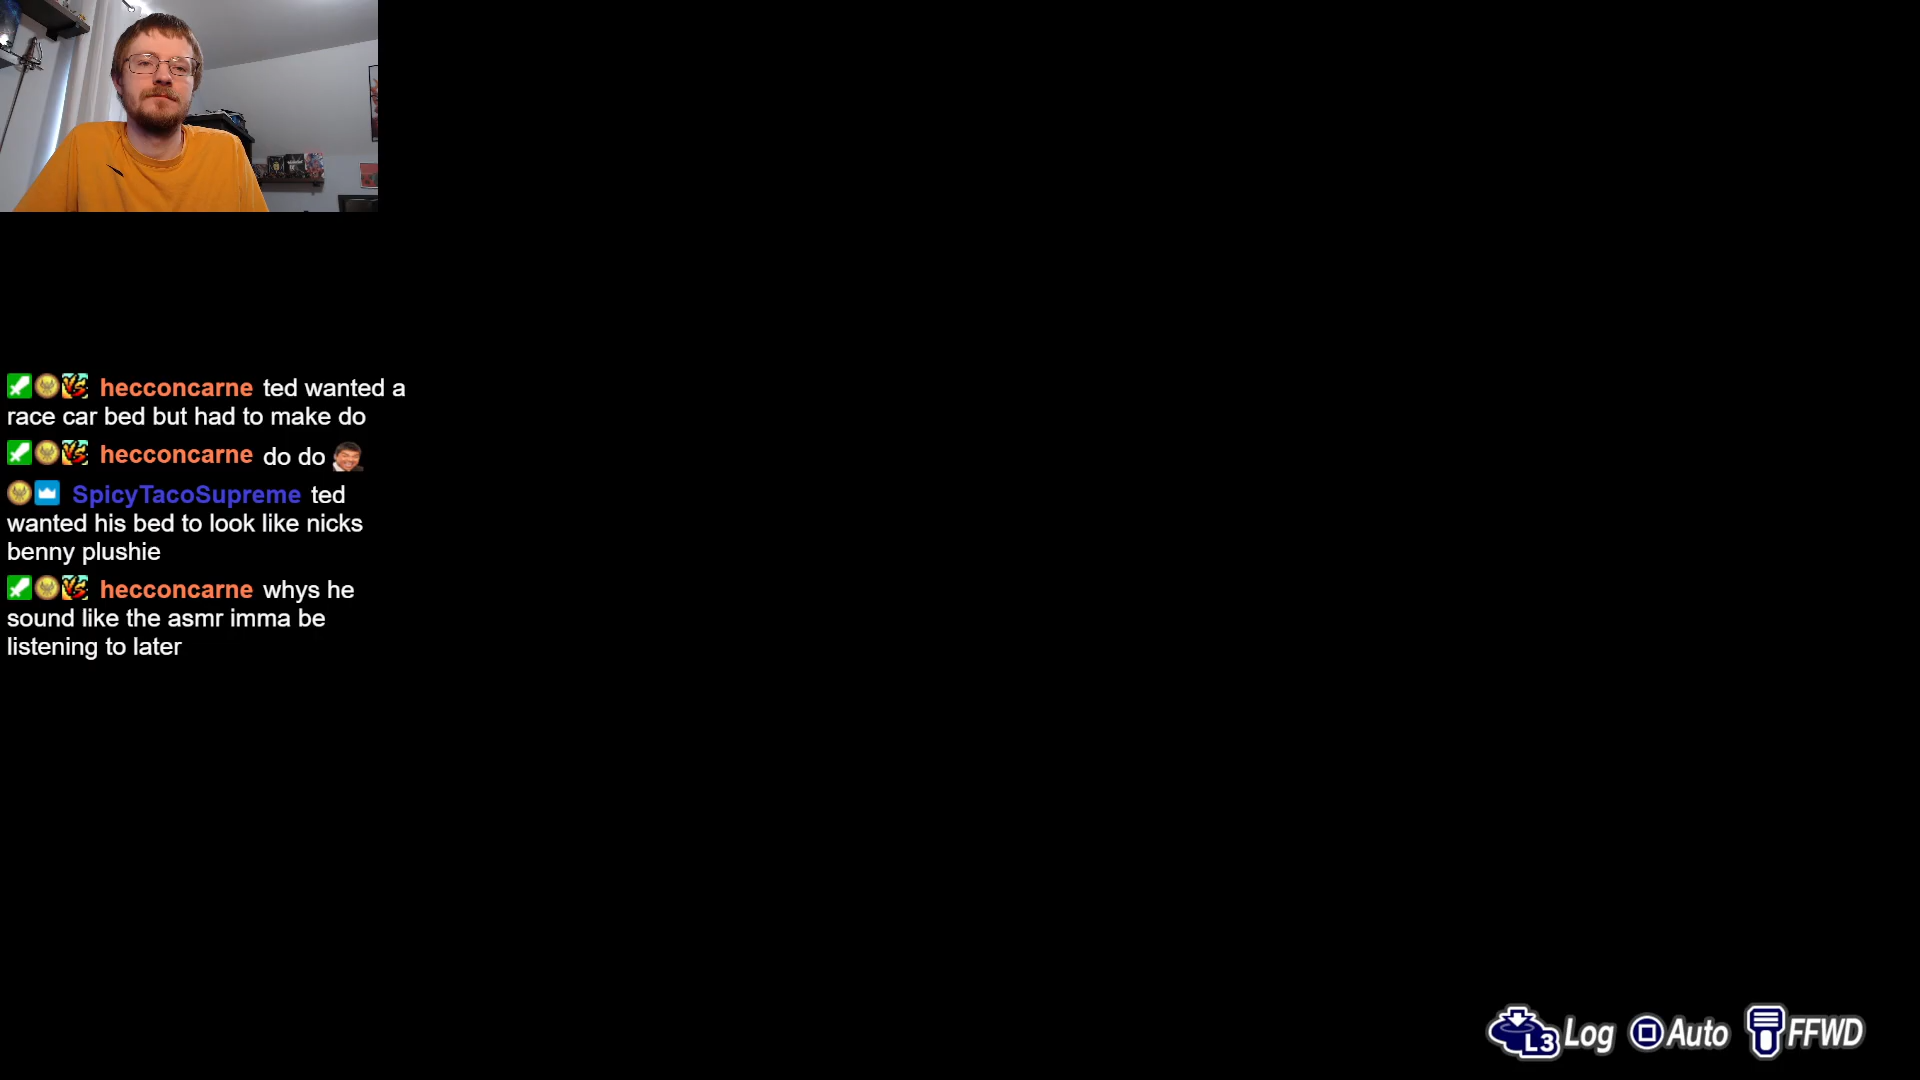 hecconcarne ted wanted a
race car bed but had to make do
hecconcarne do do
SpicyTacoSupreme ted
wanted his bed to look like nicks
benny plushie
hecconcarne whys he
sound like the asmr imma be
listening to later
L3 Log Auto FFWD